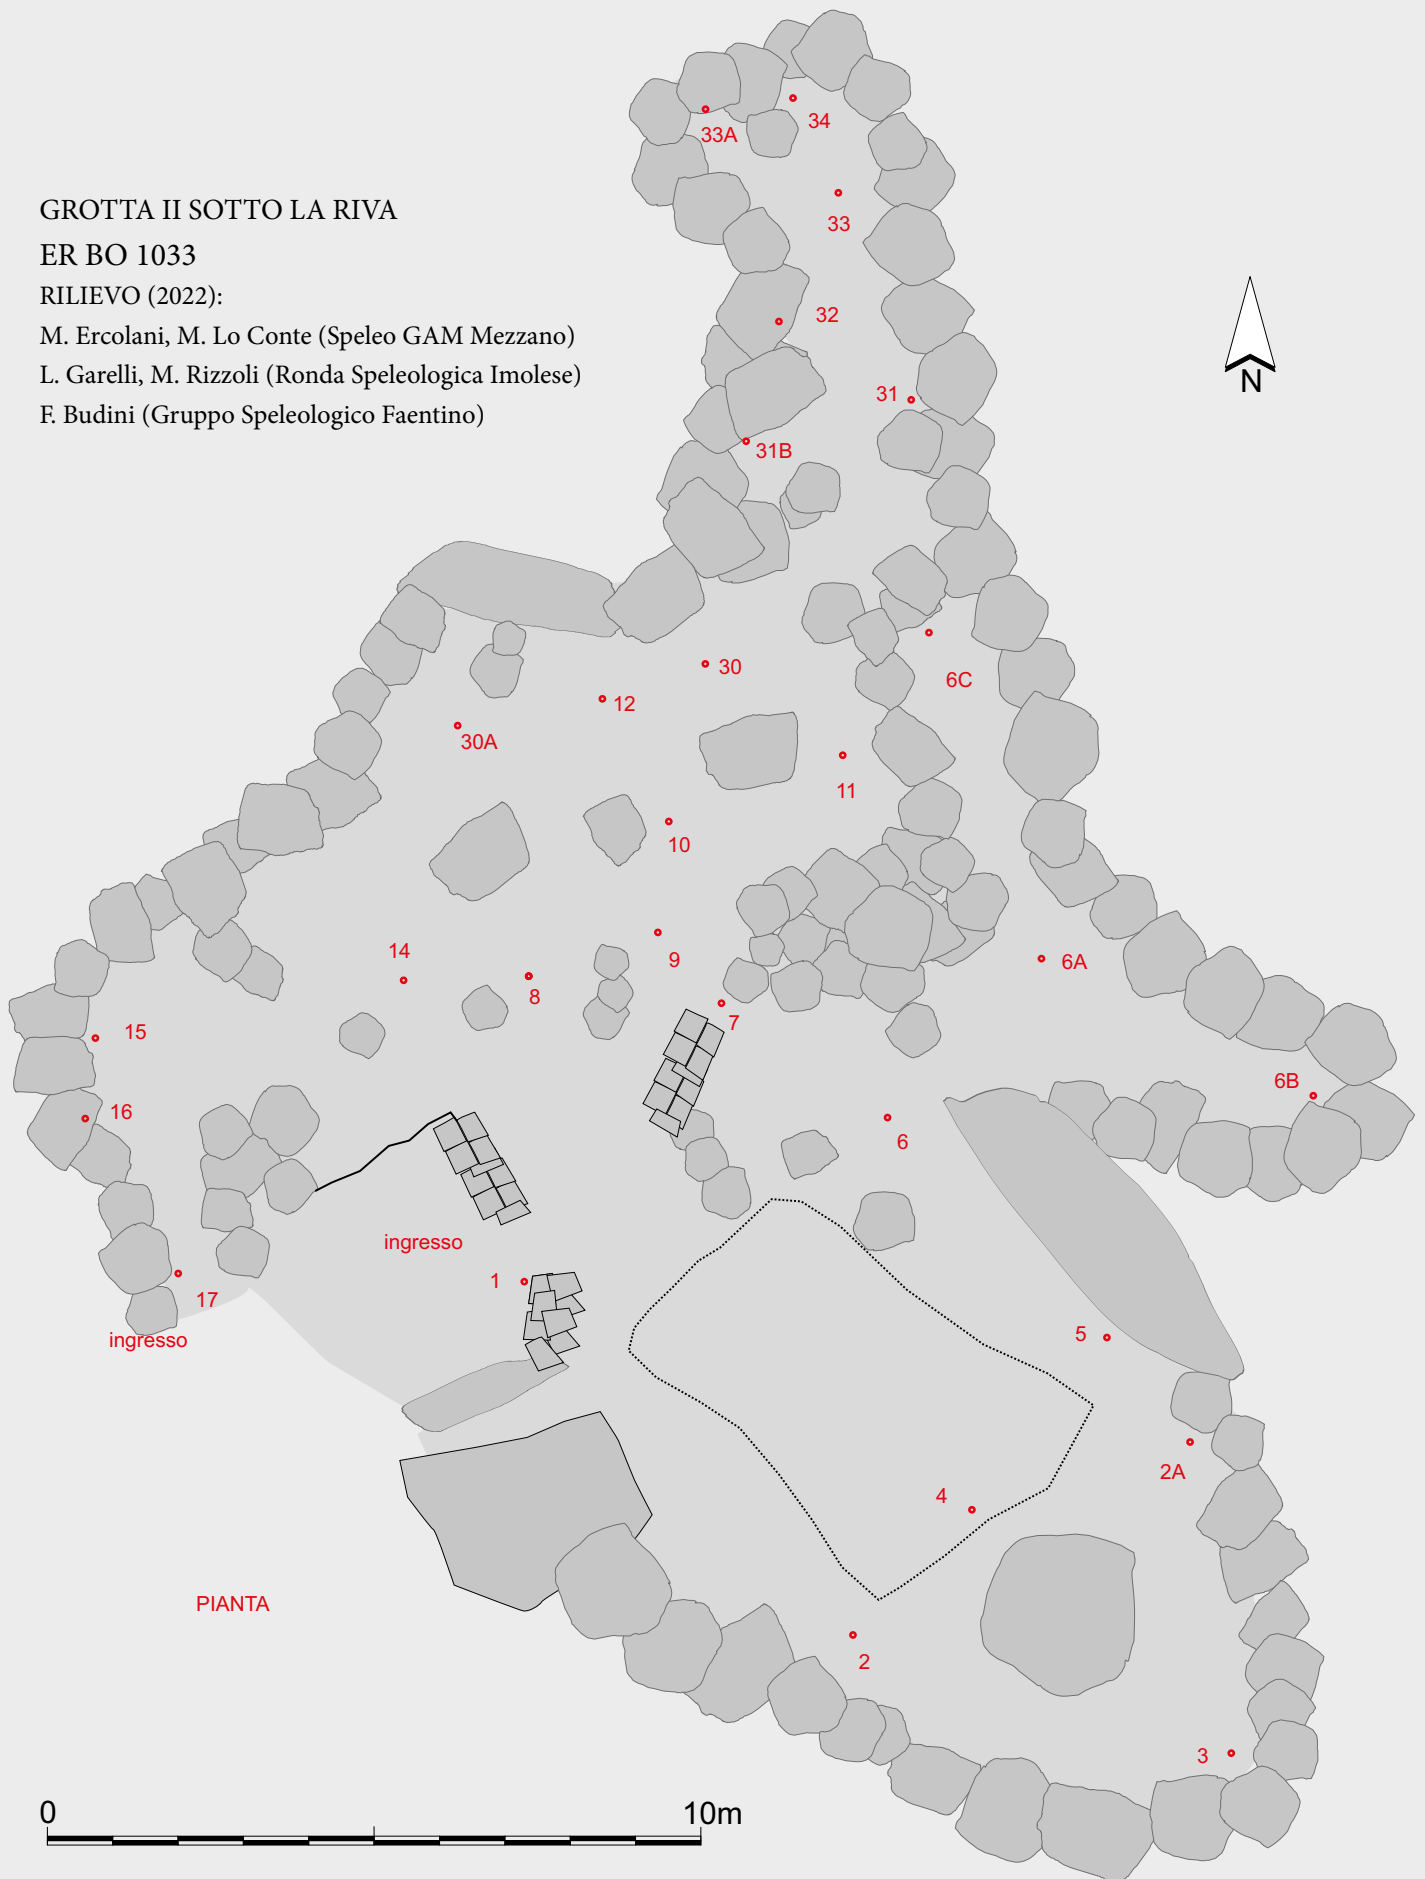 GROTTA II SOTTO LA RIVA
ER BO 1033
RILIEVO (2022):
M. Ercolani, M. Lo Conte (Speleo GAM Mezzano)
L. Garelli, M. Rizzoli (Ronda Speleologica Imolese)
F. Budini (Gruppo Speleologico Faentino)
34
33A
33
32
N
31
31B
30
6C
12
30A
11
10
14
9
6A
8
7
15
6B
16
6
ingresso
1
17
5
ingresso
2A
4
PIANTA
2
3
0
10m